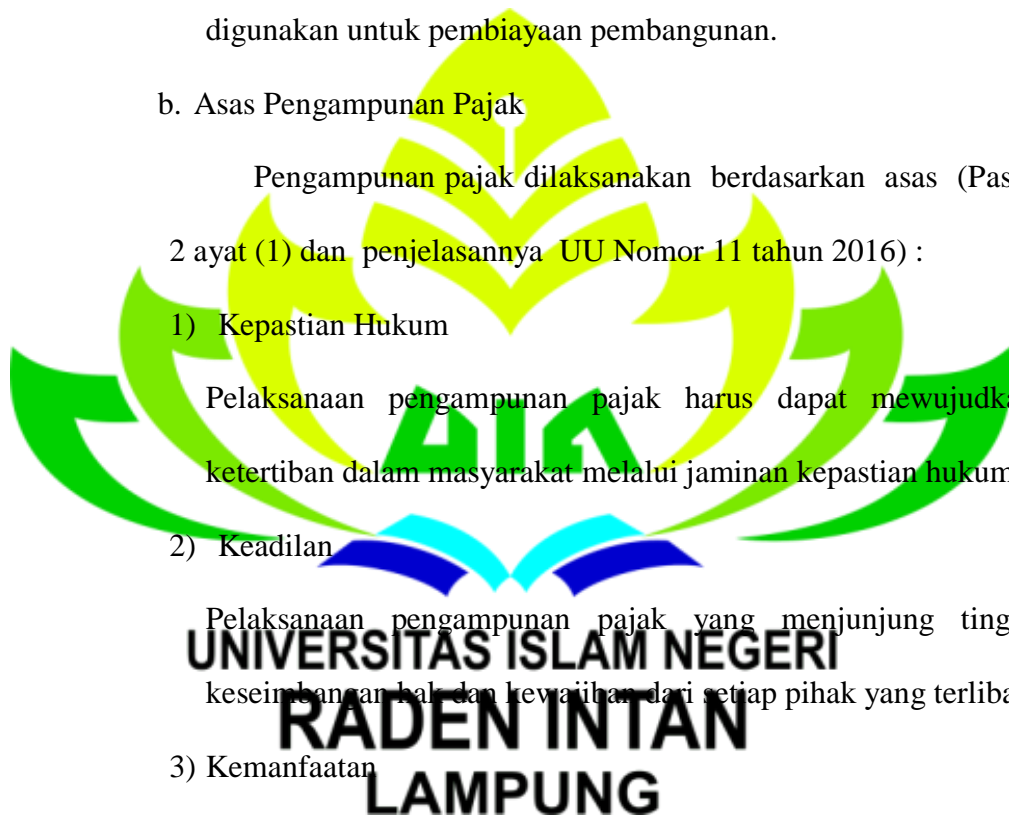 digunakan untuk pembiayaan pembangunan.
b. Asas Pengampunan Pajak
Pengampunan pajak dilaksanakan berdasarkan asas (Pas
2 ayat (1) dan penjelasannya UU Nomor 11 tahun 2016) :
1) Kepastian Hukum
Pelaksanaan pengampunan pajak harus dapat mewujudka
ketertiban dalam masyarakat melalui jaminan kepastian hukum
UIN
2) Keadilan
Pelaksanaan pengampunan pajak yang menjunjung ting
UNIVERSITAS ISLAM NEGERI
keseimbangan hak dan kewajiban dari setiap pihak yang terliba
RADEN INTAN
3) Kemanfaatan
LAMPUNG